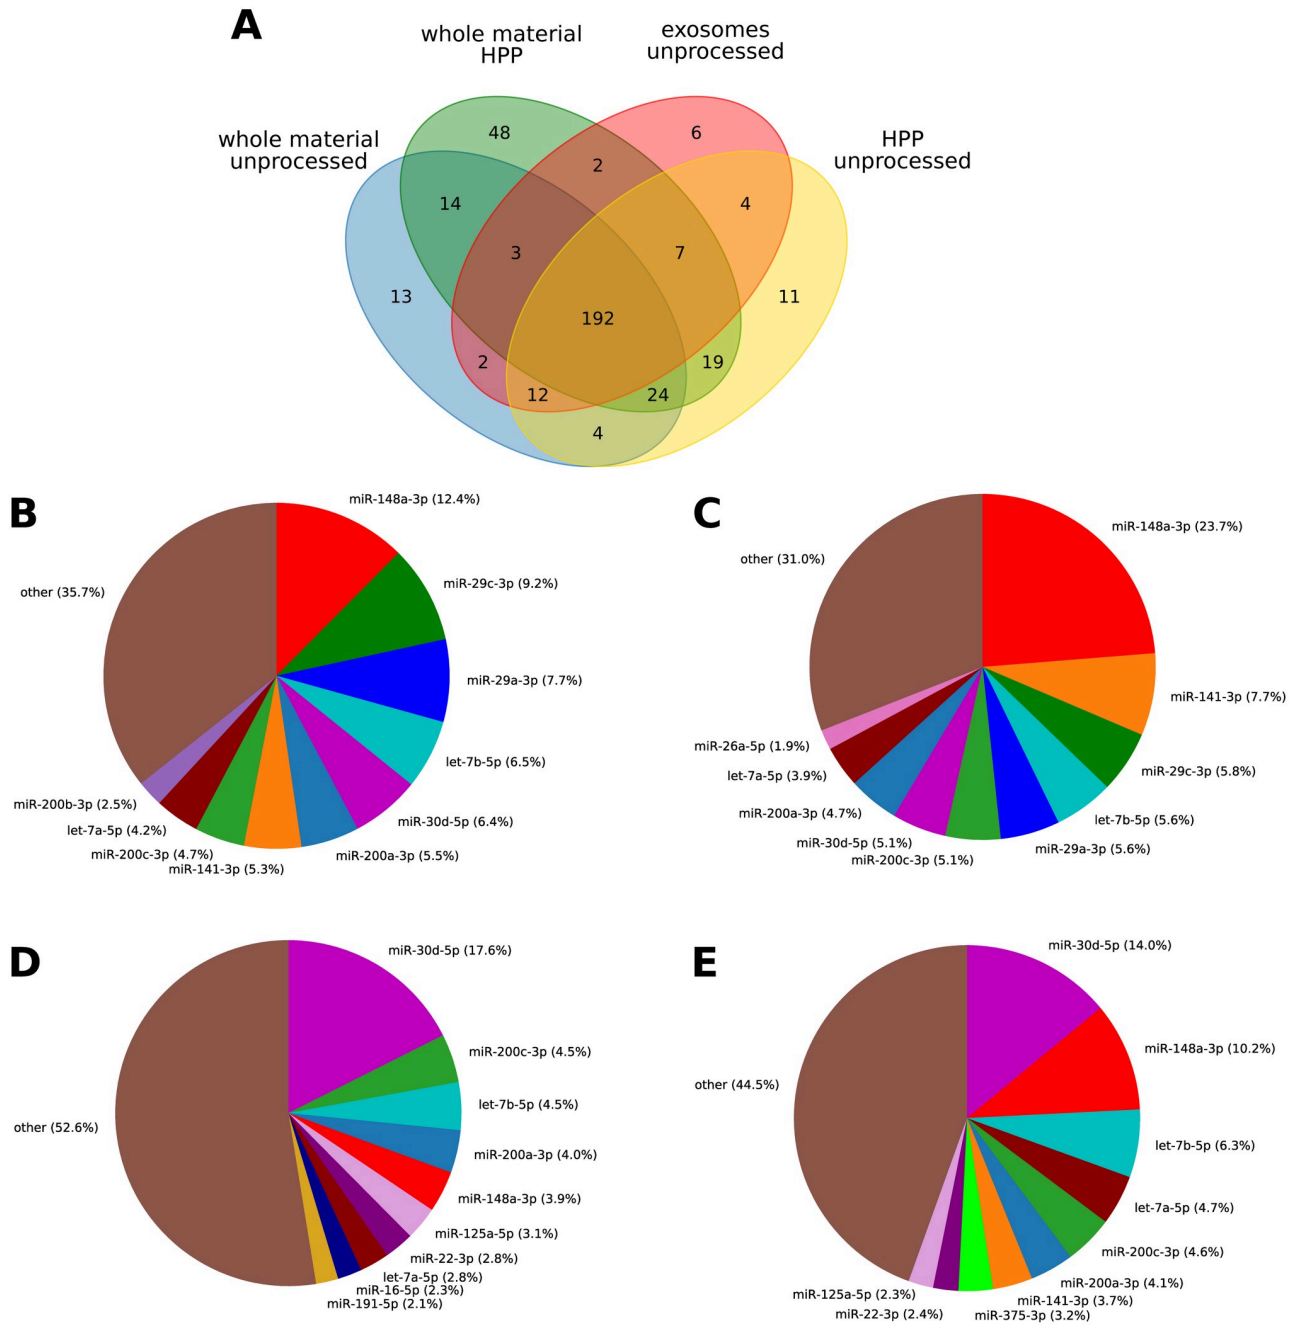 A
whole material
HPP
exosomes
unprocessed
whole material
unprocessed
HPP
unprocessed
48
6
2
14
4
3
7
13
11
192
2
19
12
24
4
B
miR-148a-3p (12.4%)
miR-29c-3p (9.2%)
other (35.7%)
miR-29a-3p (7.7%)
let-7b-5p (6.5%)
miR-200b-3p (2.5%)
miR-30d-5p (6.4%)
let-7a-5p (4.2%)
miR-200c-3p (4.7%)
miR-200a-3p (5.5%)
miR-141-3p (5.3%)
C
miR-148a-3p (23.7%)
other (31.0%)
miR-141-3p (7.7%)
miR-26a-5p (1.9%)
miR-29c-3p (5.8%)
let-7a-5p (3.9%)
miR-200a-3p (4.7%)
let-7b-5p (5.6%)
miR-30d-5p (5.1%)
miR-29a-3p (5.6%)
miR-200c-3p (5.1%)
D
miR-30d-5p (17.6%)
miR-200c-3p (4.5%)
let-7b-5p (4.5%)
other (52.6%)
miR-200a-3p (4.0%)
miR-148a-3p (3.9%)
miR-125a-5p (3.1%)
miR-22-3p (2.8%)
let-7a-5p (2.8%)
miR-16-5p (2.3%)
miR-191-5p (2.1%)
E
miR-30d-5p (14.0%)
miR-148a-3p (10.2%)
other (44.5%)
let-7b-5p (6.3%)
let-7a-5p (4.7%)
miR-200c-3p (4.6%)
miR-200a-3p (4.1%)
miR-125a-5p (2.3%)
miR-141-3p (3.7%)
miR-22-3p (2.4%)
miR-375-3p (3.2%)